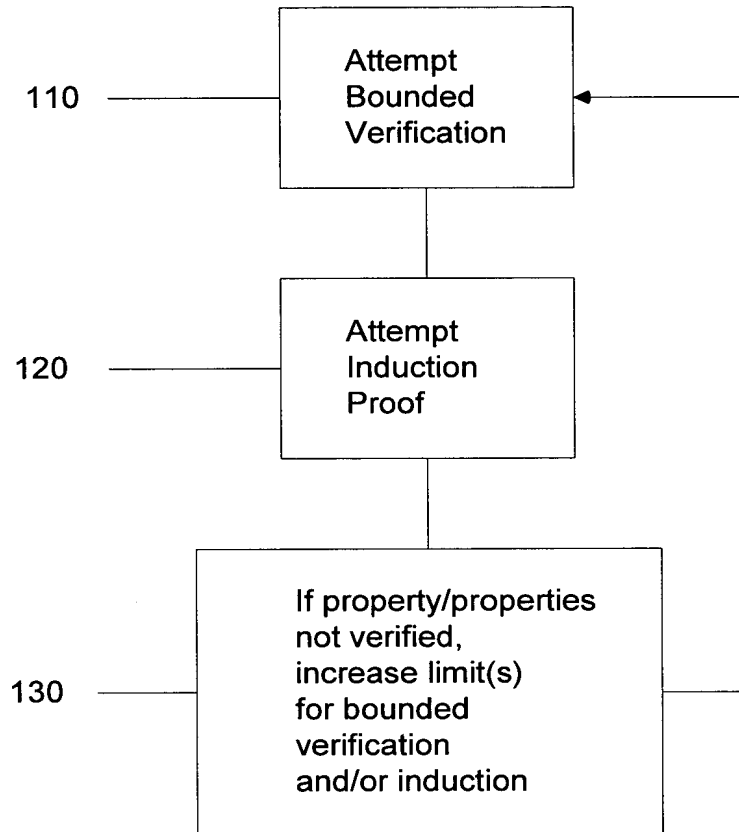 110
Attempt
Bounded
Verification
120
Attempt
Induction
Proof
130
If property/properties
not verified,
increase limit(s)
for bounded
verification
and/or induction